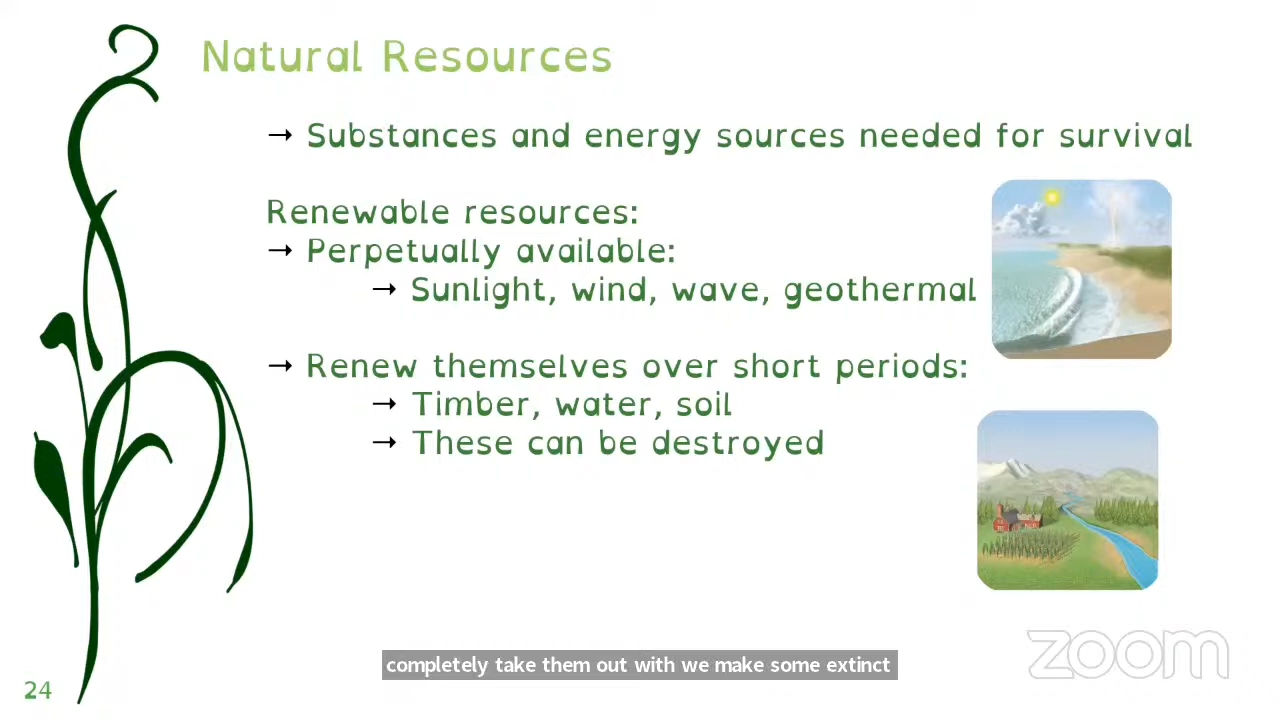 Natural Resources
→ Substances and energy sources needed for survival
Renewable resources:
→ Perpetually available:
→ Sunlight, wind, wave, geothermal
→ Renew themselves over short periods:
→ Timber, water, soil
→ These can be destroyed
completely take them out with we make some extinct
zoom
24